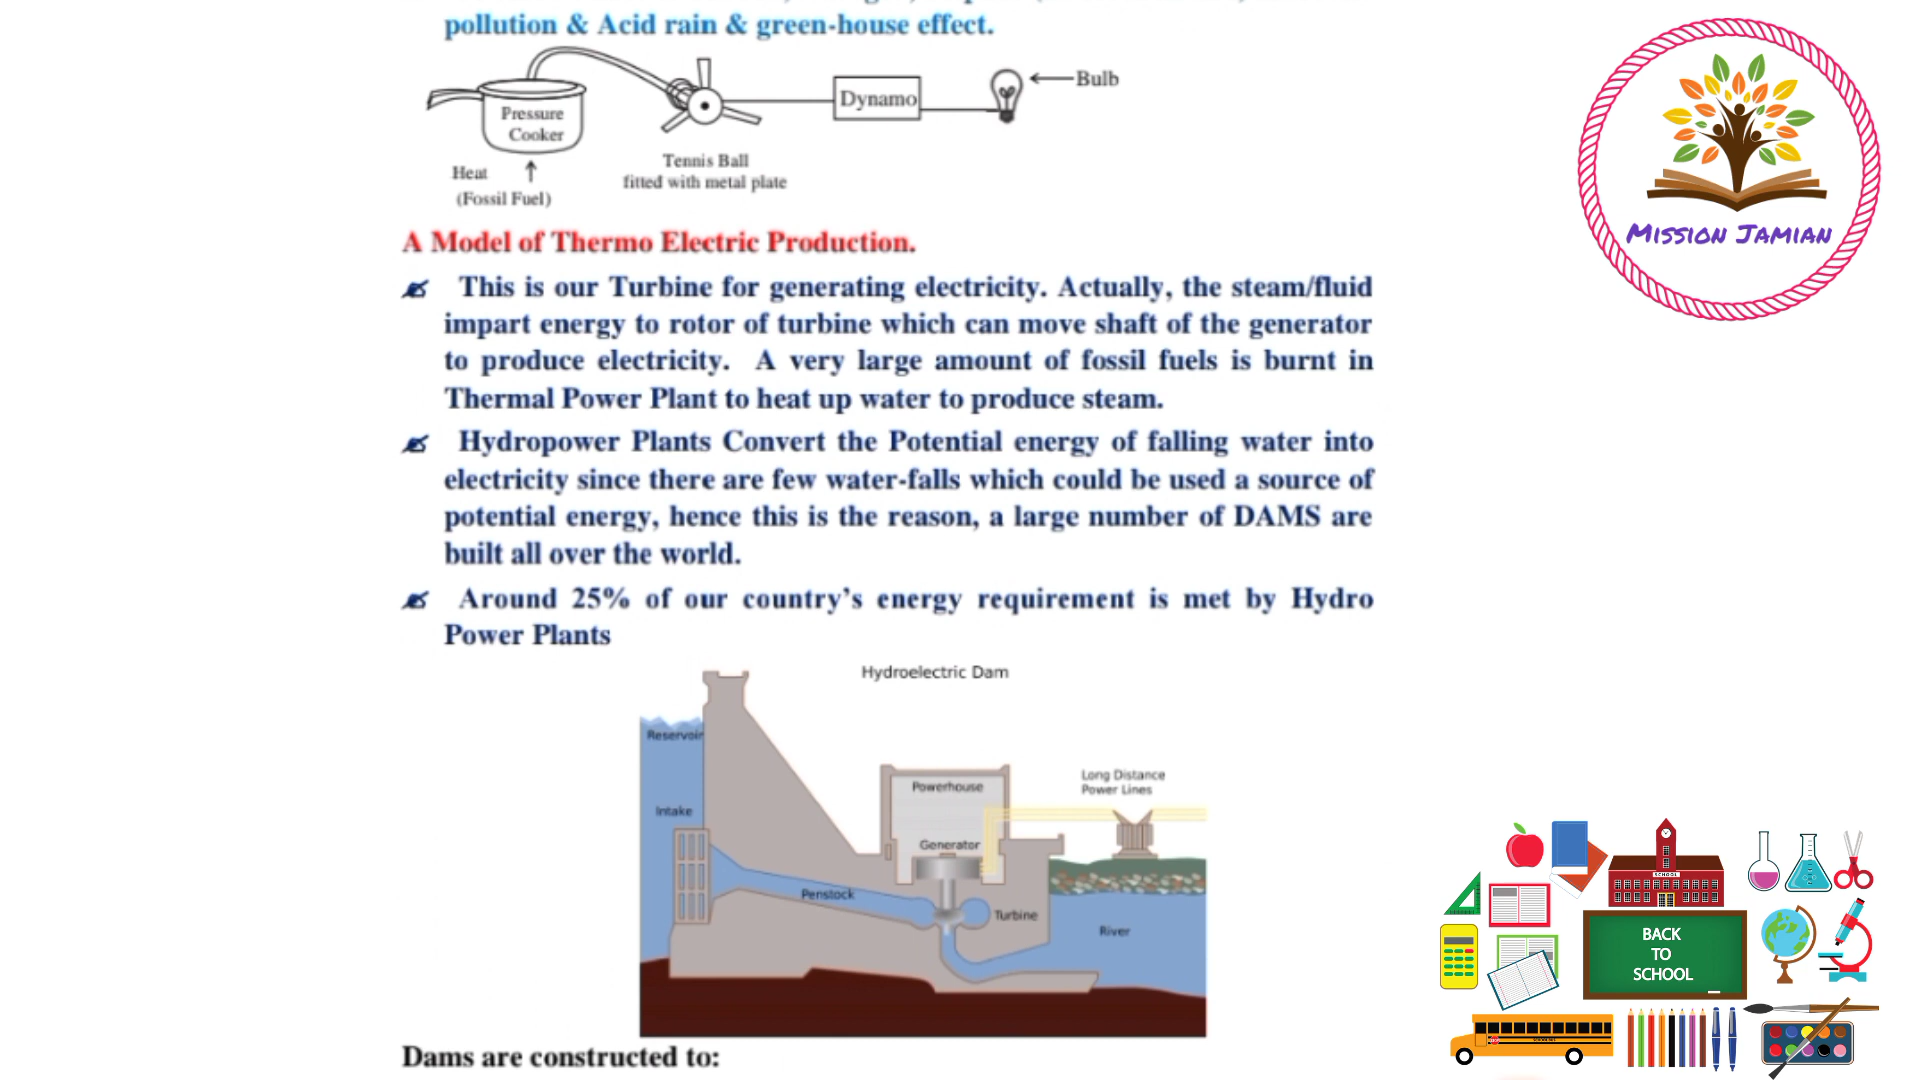 pollution & Acid rain & green-house effect.
Pressure
Cooker
Dynamo
Bulb
Tennis Ball
fitted with metal plate
Heat
(Fossil Fuel)
A Model of Thermo Electric Production.
This is our Turbine for generating electricity. Actually, the steam/fluid
impart energy to rotor of turbine which can move shaft of the generator
to produce electricity. A very large amount of fossil fuels is burnt in
Thermal Power Plant to heat up water to produce steam.
Hydropower Plants Convert the Potential energy of falling water into
electricity since there are few water-falls which could be used a source of
potential energy, hence this is the reason, a large number of DAMS are
built all over the world.
Around 25% of our country's energy requirement is met by Hydro
Power Plants
Hydroelectric Dam
Reservoir
Intake
Powerhouse
Long Distance
Power Lines
Generator
Penstock
Turbine
River
Dams are constructed to:
MISSION JAMIAN
SCHOOL
BACK
TO
SCHOOL